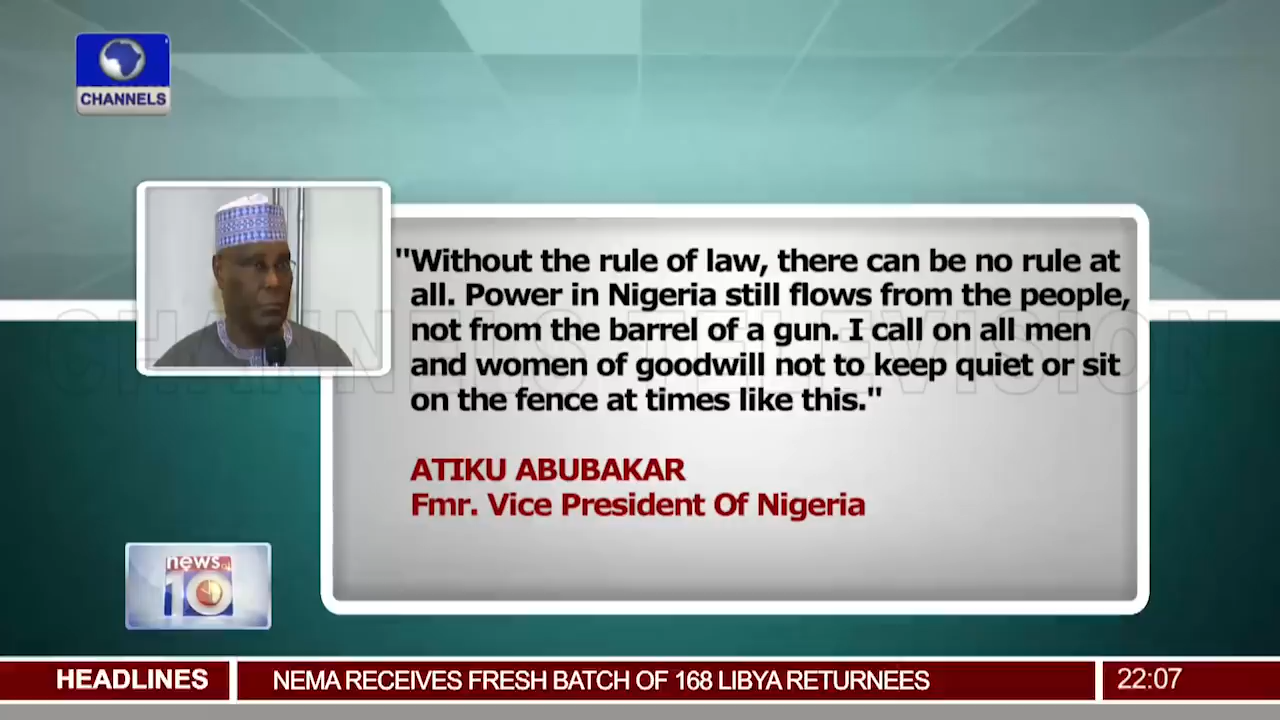 CHANNELS
"Without the rule of law, there can be no rule at
all. Power in Nigeria still flows from the people,
not from the barrel of a gun. I call on all men
and women of goodwill not to keep quiet or sit
on the fence at times like this."
CHANNELS TELEVISION
ATIKU ABUBAKAR
Fmr. Vice President Of Nigeria
news at
10
HEADLINES
NEMA RECEIVES FRESH BATCH OF 168 LIBYA RETURNEES
22:07